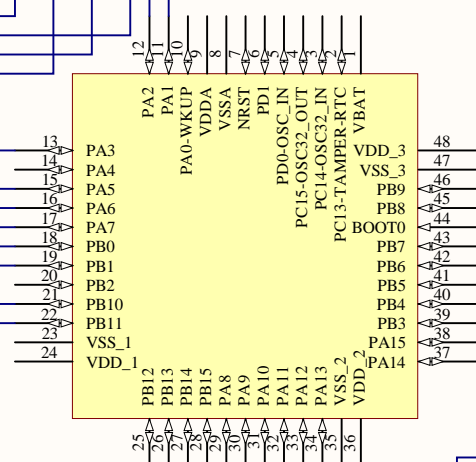 12 11 10 9 8 7 6 5 4 3 2 1
PA2 PA1 PA0-WKUP VDDA VSSA NRST PD1 PD0-OSC_IN PC15-OSC32_OUT PC14-OSC32_IN PC13-TAMPER-RTC VBAT
13 PA3 VDD_3 48
14 PA4 VSS_3 47
15 PA5 PB9 46
16 PA6 PB8 45
17 PA7 BOOT0 44
18 PB0 PB7 43
19 PB1 PB6 42
20 PB2 PB5 41
21 PB10 PB4 40
22 PB11 PB3 39
23 VSS_1 PA15 38
24 VDD_1 PA14 37
PB12 PB13 PB14 PB15 PA8 PA9 PA10 PA11 PA12 PA13 VSS_2 VDD_2
25 26 27 28 29 30 31 32 33 34 35 36